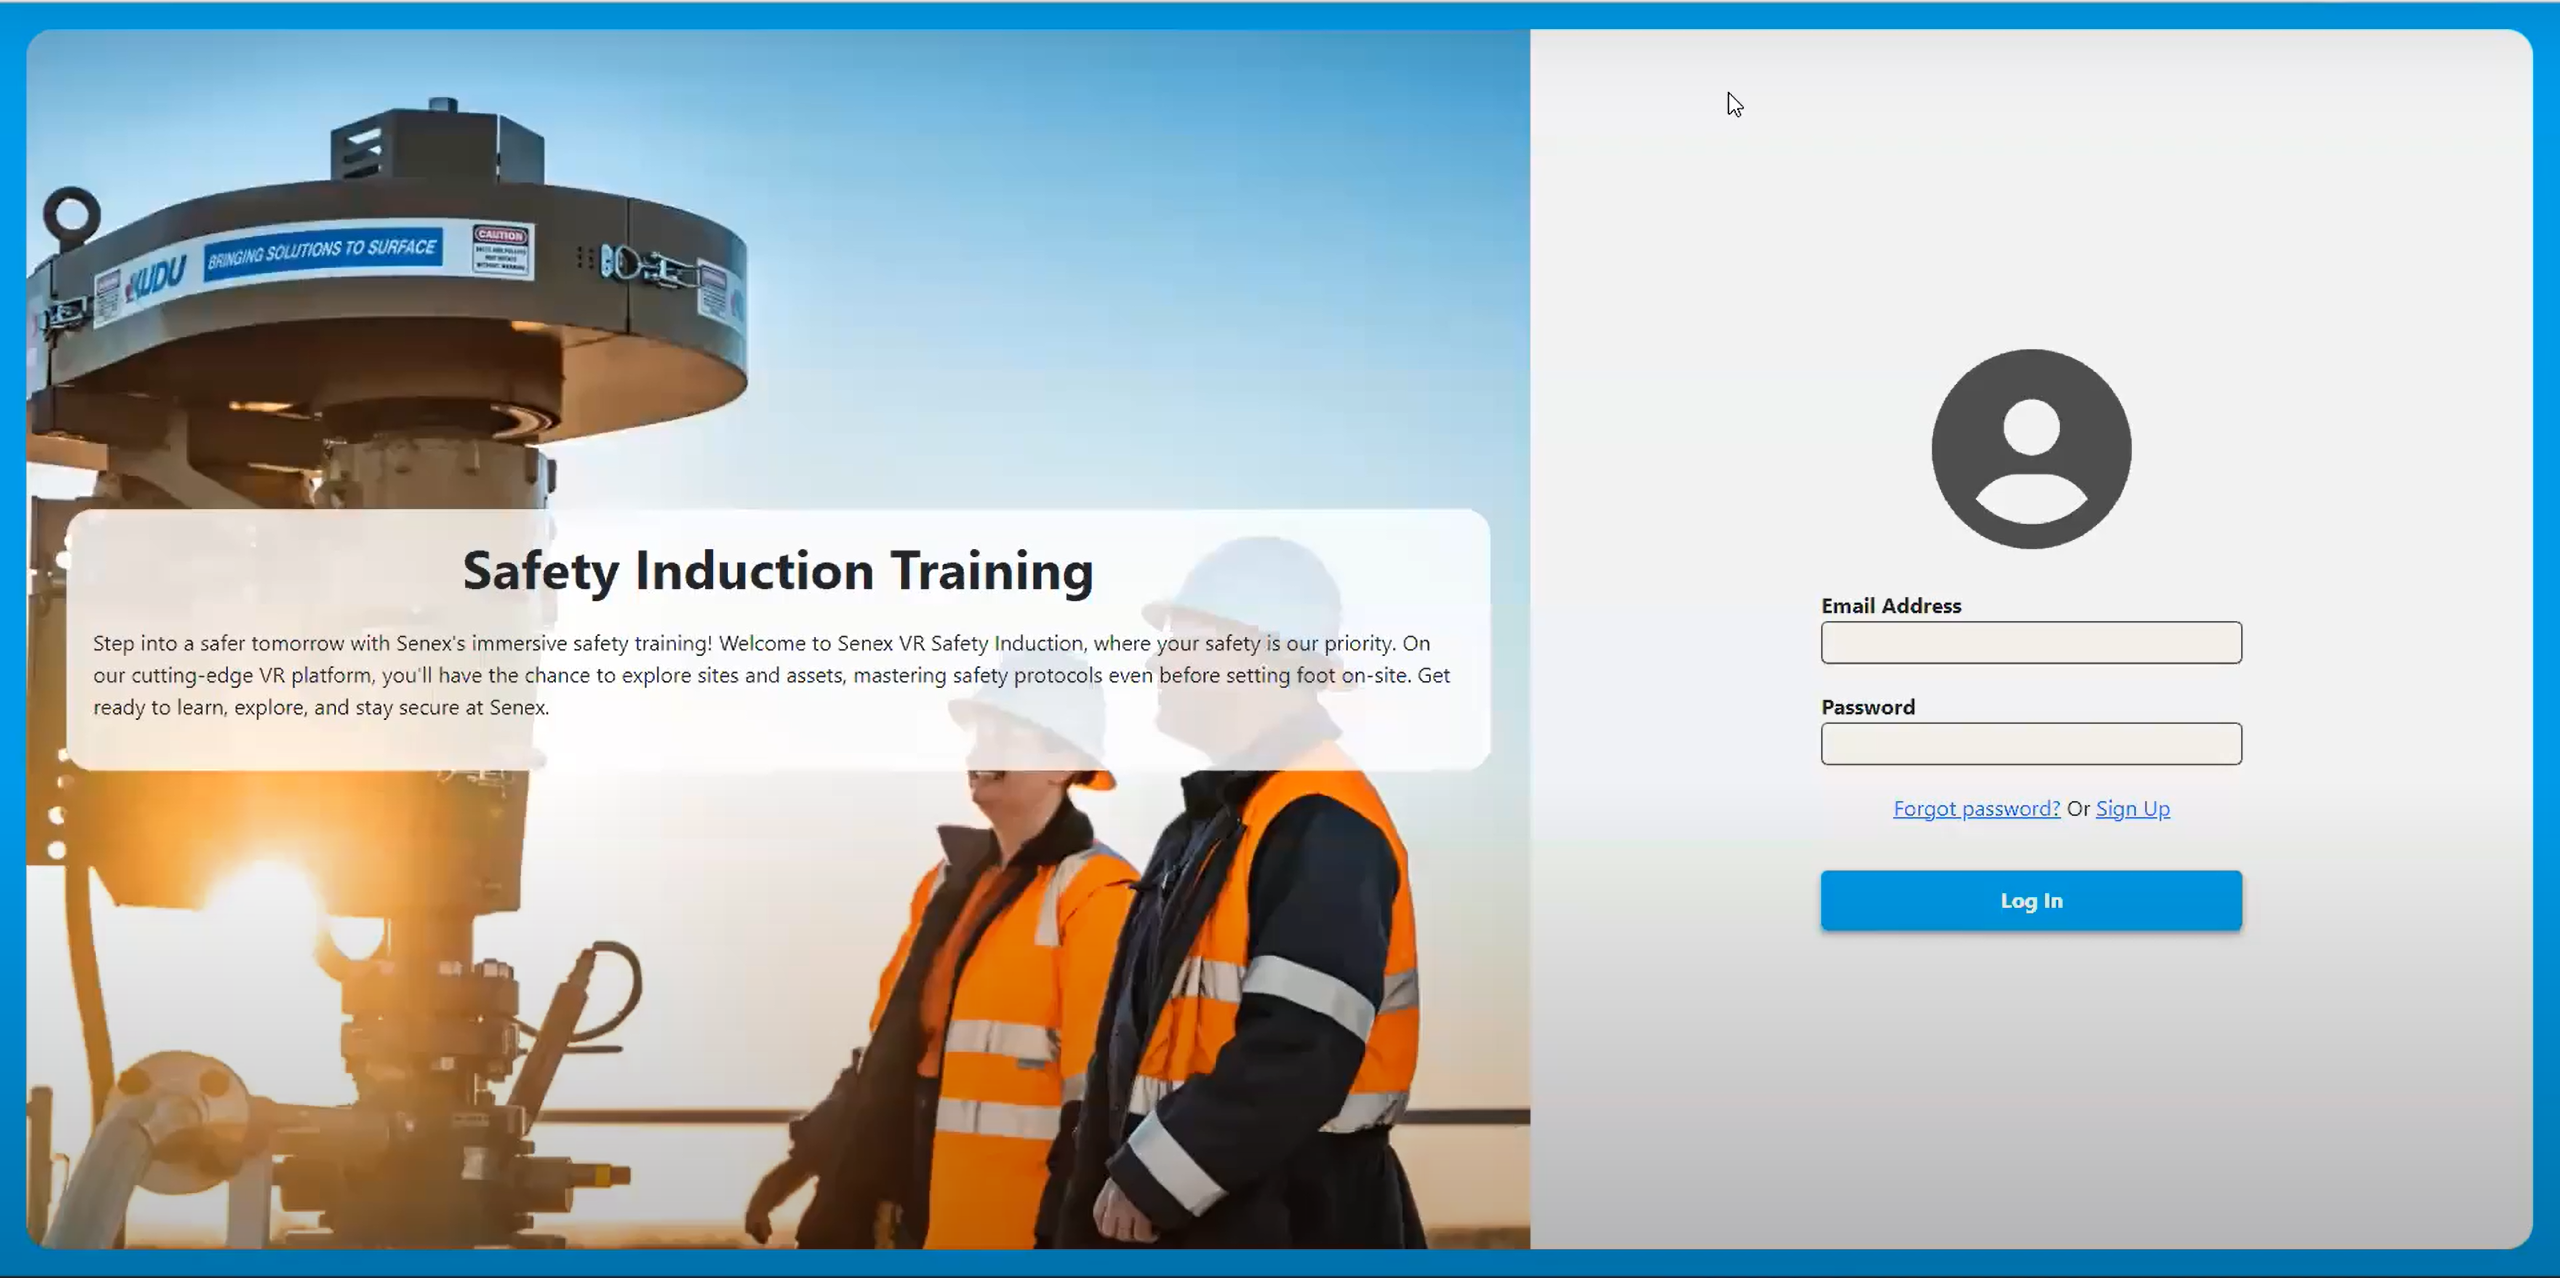 KUDU
BRINGING SOLUTIONS TO SURFACE
CAUTION
Safety Induction Training
Step into a safer tomorrow with Senex's immersive safety training! Welcome to Senex VR Safety Induction, where your safety is our priority. On
our cutting-edge VR platform, you'll have the chance to explore sites and assets, mastering safety protocols even before setting foot on-site. Get
ready to learn, explore, and stay secure at Senex.
Email Address
Password
Forgot password? Or Sign Up
Log In